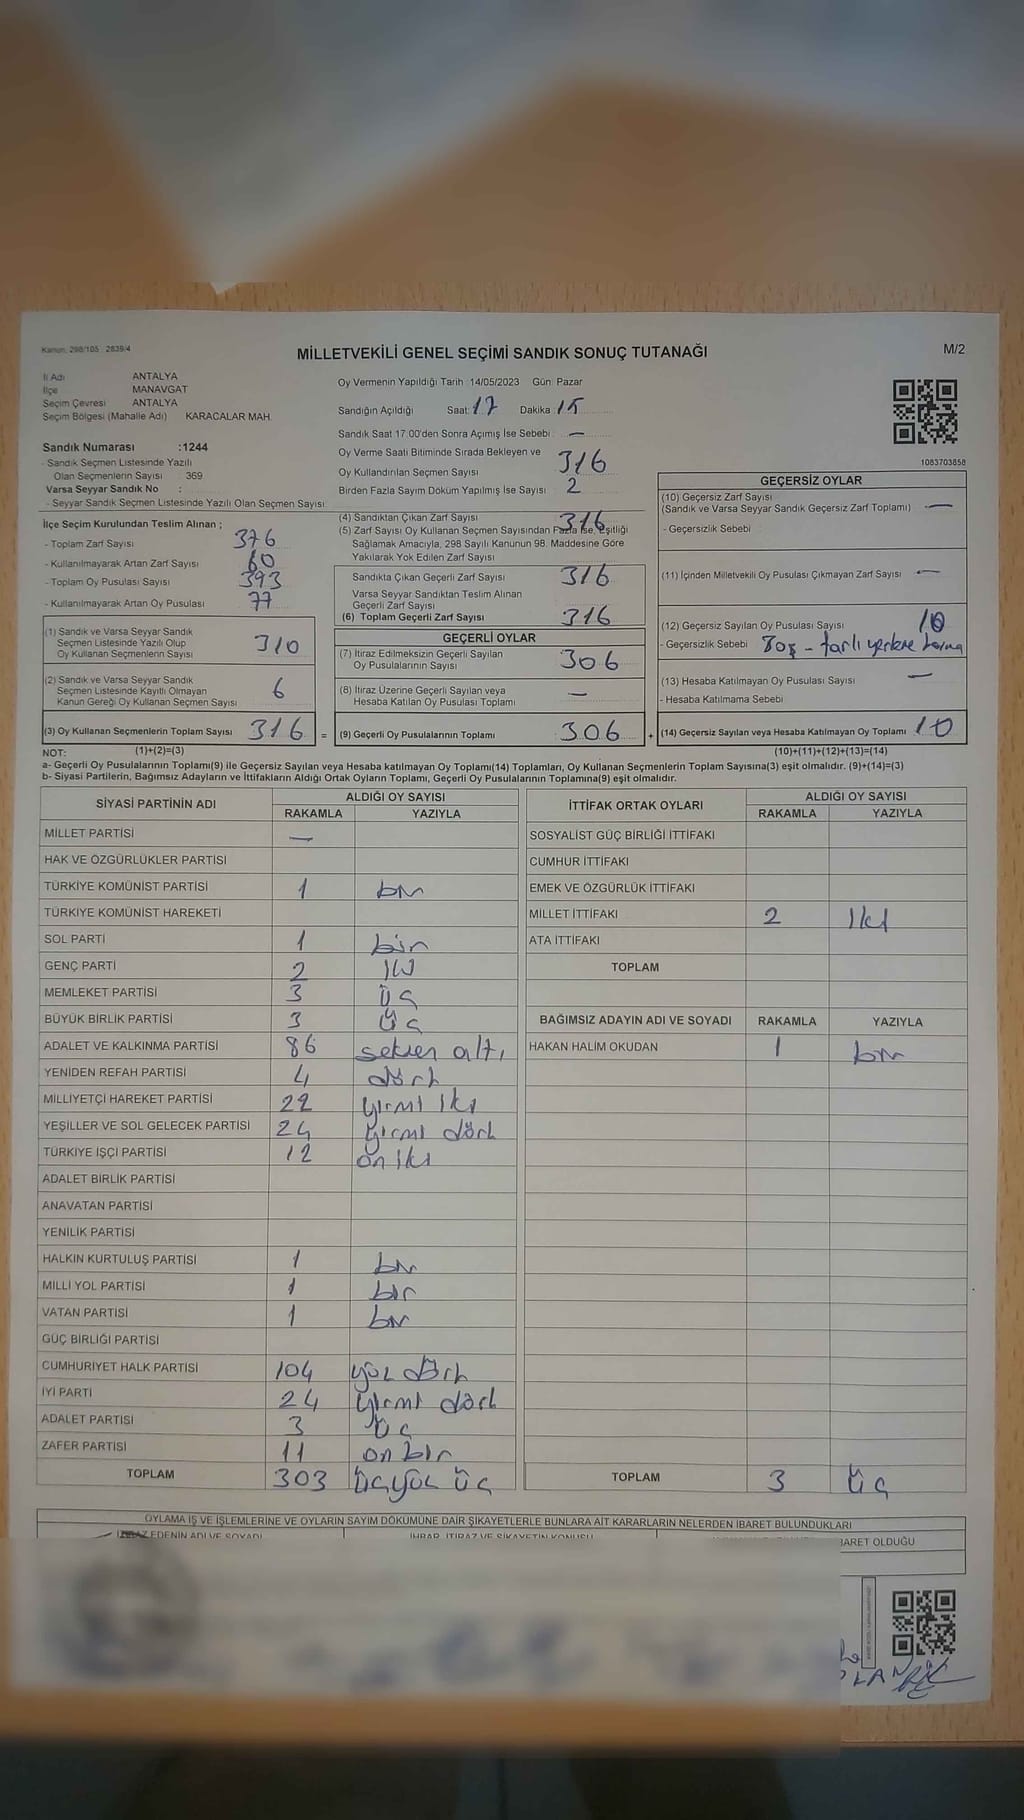 Kanun, 298/105 2839/4
MİLLETVEKİLİ GENEL SEÇİMİ SANDIK SONUÇ TUTANAĞI
M/2
İl Adı ANTALYA
İlçe MANAVGAT
Seçim Çevresi ANTALYA
Seçim Bölgesi (Mahalle Adı) KARACALAR MAH.
Sandık Numarası :1244
- Sandık Seçmen Listesinde Yazılı
Olan Seçmenlerin Sayısı 369
Varsa Seyyar Sandık No :
- Seyyar Sandık Seçmen Listesinde Yazılı Olan Seçmen Sayısı:
Oy Vermenin Yapıldığı Tarih :14/05/2023 Gün: Pazar
Sandığın Açıldığı Saat: 17 Dakika: 15
Sandık Saat 17:00'den Sonra Açımış İse Sebebi: —
Oy Verme Saati Bitiminde Sırada Bekleyen ve
Oy Kullandırılan Seçmen Sayısı 316
Birden Fazla Sayım Döküm Yapılmış İse Sayısı 2
1083703858
İlçe Seçim Kurulundan Teslim Alınan ;
- Toplam Zarf Sayısı 376
- Kullanılmayarak Artan Zarf Sayısı 60
- Toplam Oy Pusulası Sayısı 393
- Kullanılmayarak Artan Oy Pusulası 77
(1) Sandık ve Varsa Seyyar Sandık
Seçmen Listesinde Yazılı Olup
Oy Kullanan Seçmenlerin Sayısı 310
(2) Sandık ve Varsa Seyyar Sandık
Seçmen Listesinde Kayıtlı Olmayan
Kanun Gereği Oy Kullanan Seçmen Sayısı 6
(3) Oy Kullanan Seçmenlerin Toplam Sayısı 316 =
(4) Sandıktan Çıkan Zarf Sayısı 316
(5) Zarf Sayısı Oy Kullanan Seçmen Sayısından Fazla İse, Eşitliği
Sağlamak Amacıyla, 298 Sayılı Kanunun 98. Maddesine Göre
Yakılarak Yok Edilen Zarf Sayısı
Sandıkta Çıkan Geçerli Zarf Sayısı 316
Varsa Seyyar Sandıktan Teslim Alınan
Geçerli Zarf Sayısı
(6) Toplam Geçerli Zarf Sayısı 316
GEÇERLİ OYLAR
(7) İtiraz Edilmeksizin Geçerli Sayılan
Oy Pusulalarının Sayısı 306
(8) İtiraz Üzerine Geçerli Sayılan veya
Hesaba Katılan Oy Pusulası Toplamı —
(9) Geçerli Oy Pusulalarının Toplamı 306 +
GEÇERSİZ OYLAR
(10) Geçersiz Zarf Sayısı
(Sandık ve Varsa Seyyar Sandık Geçersiz Zarf Toplamı) —
- Geçersizlik Sebebi
(11) İçinden Milletvekili Oy Pusulası Çıkmayan Zarf Sayısı —
(12) Geçersiz Sayılan Oy Pusulası Sayısı 10
- Geçersizlik Sebebi Boş - farlı yerlere
(13) Hesaba Katılmayan Oy Pusulası Sayısı —
- Hesaba Katılmama Sebebi
(14) Geçersiz Sayılan veya Hesaba Katılmayan Oy Toplamı 10
NOT: (1)+(2)=(3) (10)+(11)+(12)+(13)=(14)
a- Geçerli Oy Pusulalarının Toplamı(9) ile Geçersiz Sayılan veya Hesaba katılmayan Oy Toplamı(14) Toplamları, Oy Kullanan Seçmenlerin Toplam Sayısına(3) eşit olmalıdır. (9)+(14)=(3)
b- Siyasi Partilerin, Bağımsız Adayların ve İttifakların Aldığı Ortak Oyların Toplamı, Geçerli Oy Pusulalarının Toplamına(9) eşit olmalıdır.
SİYASİ PARTİNİN ADI ALDIĞI OY SAYISI
RAKAMLA YAZIYLA
MİLLET PARTİSİ —
HAK VE ÖZGÜRLÜKLER PARTİSİ
TÜRKİYE KOMÜNİST PARTİSİ 1 bir
TÜRKİYE KOMÜNİST HAREKETİ
SOL PARTİ 1 bir
GENÇ PARTİ 2 iki
MEMLEKET PARTİSİ 3 üç
BÜYÜK BİRLİK PARTİSİ 3 üç
ADALET VE KALKINMA PARTİSİ 86 seksen altı
YENİDEN REFAH PARTİSİ 4 dört
MİLLİYETÇİ HAREKET PARTİSİ 22 yirmi iki
YEŞİLLER VE SOL GELECEK PARTİSİ 24 yirmi dört
TÜRKİYE İŞÇİ PARTİSİ 12 on iki
ADALET BİRLİK PARTİSİ
ANAVATAN PARTİSİ
YENİLİK PARTİSİ
HALKIN KURTULUŞ PARTİSİ 1 bir
MİLLİ YOL PARTİSİ 1 bir
VATAN PARTİSİ 1 bir
GÜÇ BİRLİĞİ PARTİSİ
CUMHURİYET HALK PARTİSİ 104 yüz dört
İYİ PARTİ 24 yirmi dört
ADALET PARTİSİ 3 üç
ZAFER PARTİSİ 11 on bir
TOPLAM 303 üçyüz üç
İTTİFAK ORTAK OYLARI ALDIĞI OY SAYISI
RAKAMLA YAZIYLA
SOSYALİST GÜÇ BİRLİĞİ İTTİFAKI
CUMHUR İTTİFAKI
EMEK VE ÖZGÜRLÜK İTTİFAKI
MİLLET İTTİFAKI 2 iki
ATA İTTİFAKI
TOPLAM
BAĞIMSIZ ADAYIN ADI VE SOYADI RAKAMLA YAZIYLA
HAKAN HALİM OKUDAN 1 bir
TOPLAM 3 üç
OYLAMA İŞ VE İŞLEMLERİNE VE OYLARIN SAYIM DÖKÜMÜNE DAİR ŞİKAYETLERLE BUNLARA AİT KARARLARIN NELERDEN İBARET BULUNDUKLARI
İTİRAZ EDENİN ADI VE SOYADI İHBAR, İTİRAZ VE ŞİKAYETİN KONUSU İBARET OLDUĞU